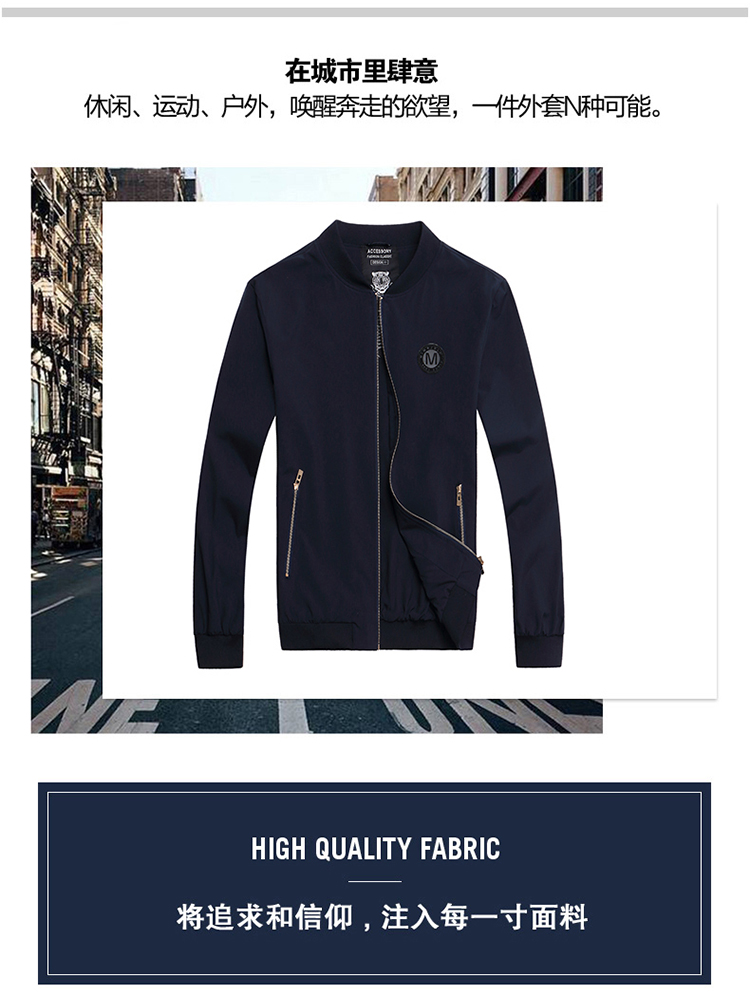 在城市里肆意
休闲、运动、户外，唤醒奔走的欲望，一件外套N种可能。
ACCESSORY
FASHION CLASSIC
DESIGN
M
HIGH QUALITY FABRIC
将追求和信仰，注入每一寸面料